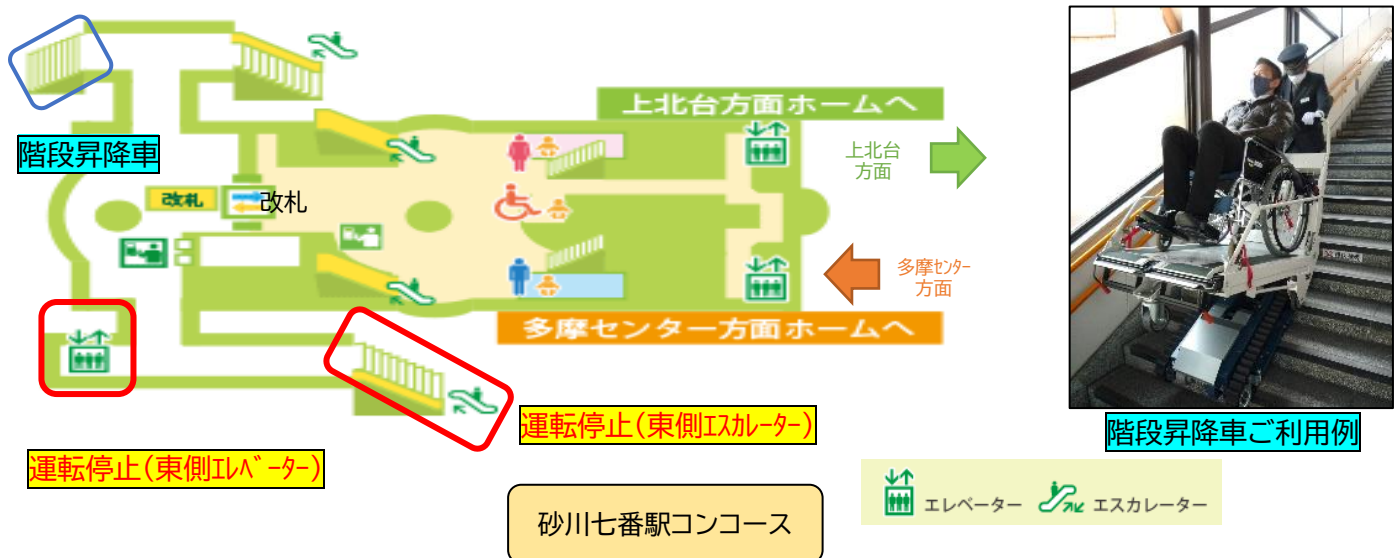 上北台方面ホームへ
階段昇降車
上北台
方面
改札
改札
多摩センター
方面
多摩センター方面ホームへ
運転停止（東側エスカレーター）
階段昇降車ご利用例
運転停止（東側エレベーター）
エレベーター
エスカレーター
砂川七番駅コンコース